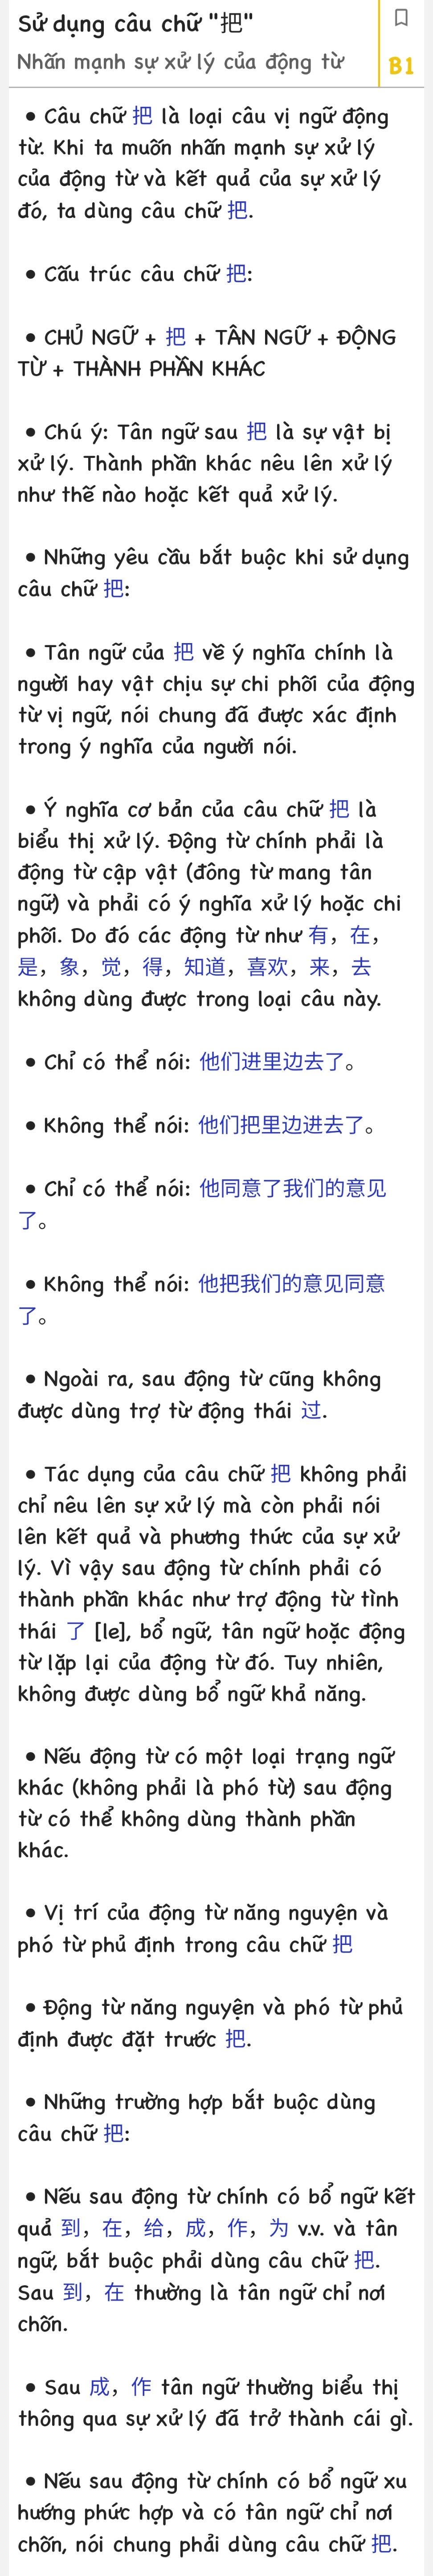 Sử dụng câu chữ "把"
Nhấn mạnh sự xử lý của động từ
B1
● Câu chữ 把 là loại câu vị ngữ động
từ. Khi ta muốn nhấn mạnh sự xử lý
của động từ và kết quả của sự xử lý
đó, ta dùng câu chữ 把.
● Cấu trúc câu chữ 把:
● CHỦ NGỮ + 把 + TÂN NGỮ + ĐỘNG
TỪ + THÀNH PHẦN KHÁC
● Chú ý: Tân ngữ sau 把 là sự vật bị
xử lý. Thành phần khác nêu lên xử lý
như thế nào hoặc kết quả xử lý.
● Những yêu cầu bắt buộc khi sử dụng
câu chữ 把:
● Tân ngữ của 把 về ý nghĩa chính là
người hay vật chịu sự chi phối của động
từ vị ngữ, nói chung đã được xác định
trong ý nghĩa của người nói.
● Ý nghĩa cơ bản của câu chữ 把 là
biểu thị xử lý. Động từ chính phải là
động từ cập vật (đông từ mang tân
ngữ) và phải có ý nghĩa xử lý hoặc chi
phối. Do đó các động từ như 有，在，
是，象，觉，得，知道，喜欢，来，去
không dùng được trong loại câu này.
● Chỉ có thể nói: 他们进里边去了。
● Không thể nói: 他们把里边进去了。
● Chỉ có thể nói: 他同意了我们的意见
了。
● Không thể nói: 他把我们的意见同意
了。
● Ngoài ra, sau động từ cũng không
được dùng trợ từ động thái 过.
● Tác dụng của câu chữ 把 không phải
chỉ nêu lên sự xử lý mà còn phải nói
lên kết quả và phương thức của sự xử
lý. Vì vậy sau động từ chính phải có
thành phần khác như trợ động từ tình
thái 了 [le], bổ ngữ, tân ngữ hoặc động
từ lặp lại của động từ đó. Tuy nhiên,
không được dùng bổ ngữ khả năng.
● Nếu động từ có một loại trạng ngữ
khác (không phải là phó từ) sau động
từ có thể không dùng thành phần
khác.
● Vị trí của động từ năng nguyện và
phó từ phủ định trong câu chữ 把
● Động từ năng nguyện và phó từ phủ
định được đặt trước 把.
● Những trường hợp bắt buộc dùng
câu chữ 把:
● Nếu sau động từ chính có bổ ngữ kết
quả 到，在，给，成，作，为 v.v. và tân
ngữ, bắt buộc phải dùng câu chữ 把.
Sau 到，在 thường là tân ngữ chỉ nơi
chốn.
● Sau 成，作 tân ngữ thường biểu thị
thông qua sự xử lý đã trở thành cái gì.
● Nếu sau động từ chính có bổ ngữ xu
hướng phức hợp và có tân ngữ chỉ nơi
chốn, nói chung phải dùng câu chữ 把.